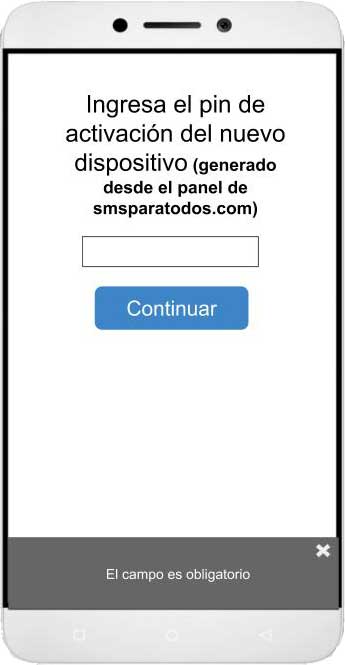 Ingresa el pin de
activación del nuevo
dispositivo (generado
desde el panel de
smsparatodos.com)
Continuar
El campo es obligatorio